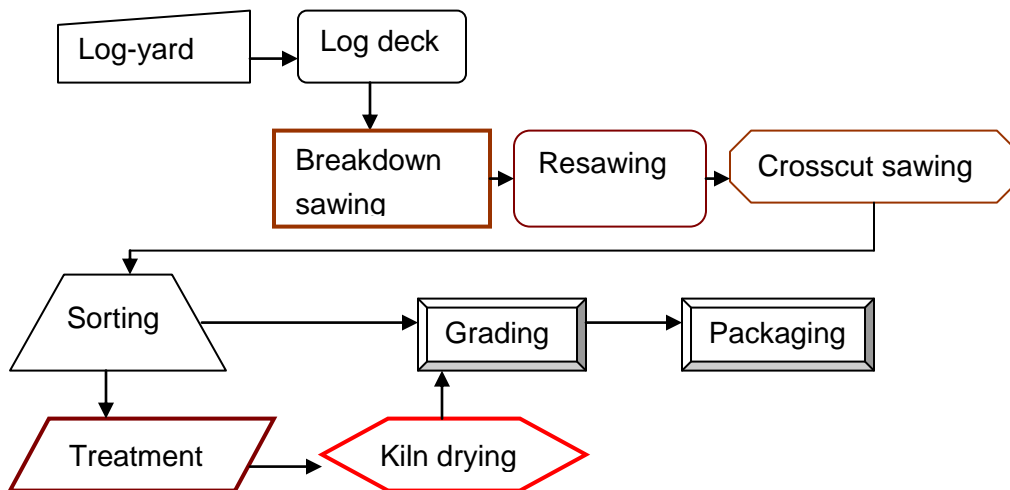 Log-yard
Log deck
Breakdown
sawing
Resawing
Crosscut sawing
Sorting
Grading
Packaging
Treatment
Kiln drying